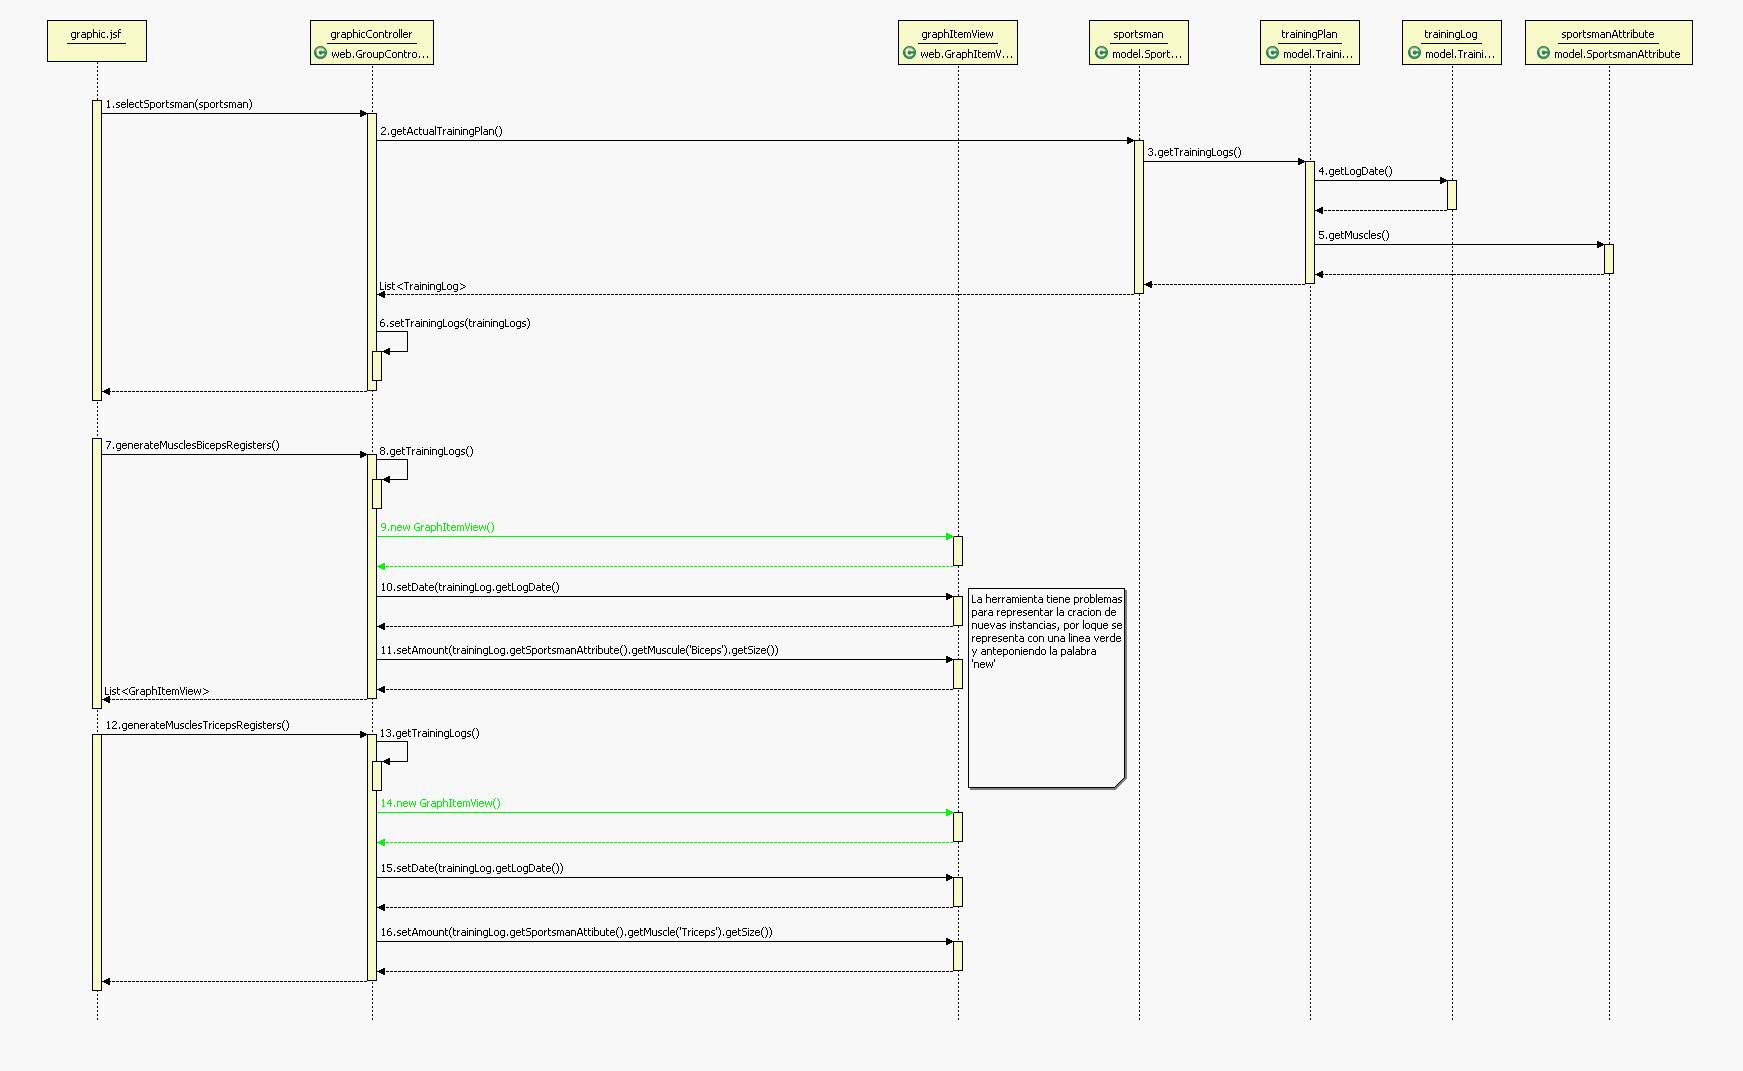 graphic.jsf
graphicController
web.GroupContro...
graphItemView
web.GraphItemV...
sportsman
model.Sport...
trainingPlan
model.Traini...
trainingLog
model.Traini...
sportsmanAttribute
model.SportsmanAttribute
1.selectSportsman(sportsman)
2.getActualTrainingPlan()
3.getTrainingLogs()
4.getLogDate()
5.getMuscles()
List<TrainingLog>
6.setTrainingLogs(trainingLogs)
7.generateMusclesBicepsRegisters()
8.getTrainingLogs()
9.new GraphItemView()
10.setDate(trainingLog.getLogDate()
La herramienta tiene problemas
para representar la cracion de
nuevas instancias, por loque se
representa con una linea verde
y anteponiendo la palabra
'new'
11.setAmount(trainingLog.getSportsmanAttribute().getMuscule('Biceps').getSize())
List<GraphItemView>
12.generateMusclesTricepsRegisters()
13.getTrainingLogs()
14.new GraphItemView()
15.setDate(trainingLog.getLogDate())
16.setAmount(trainingLog.getSportsmanAttibute().getMuscle('Triceps').getSize())